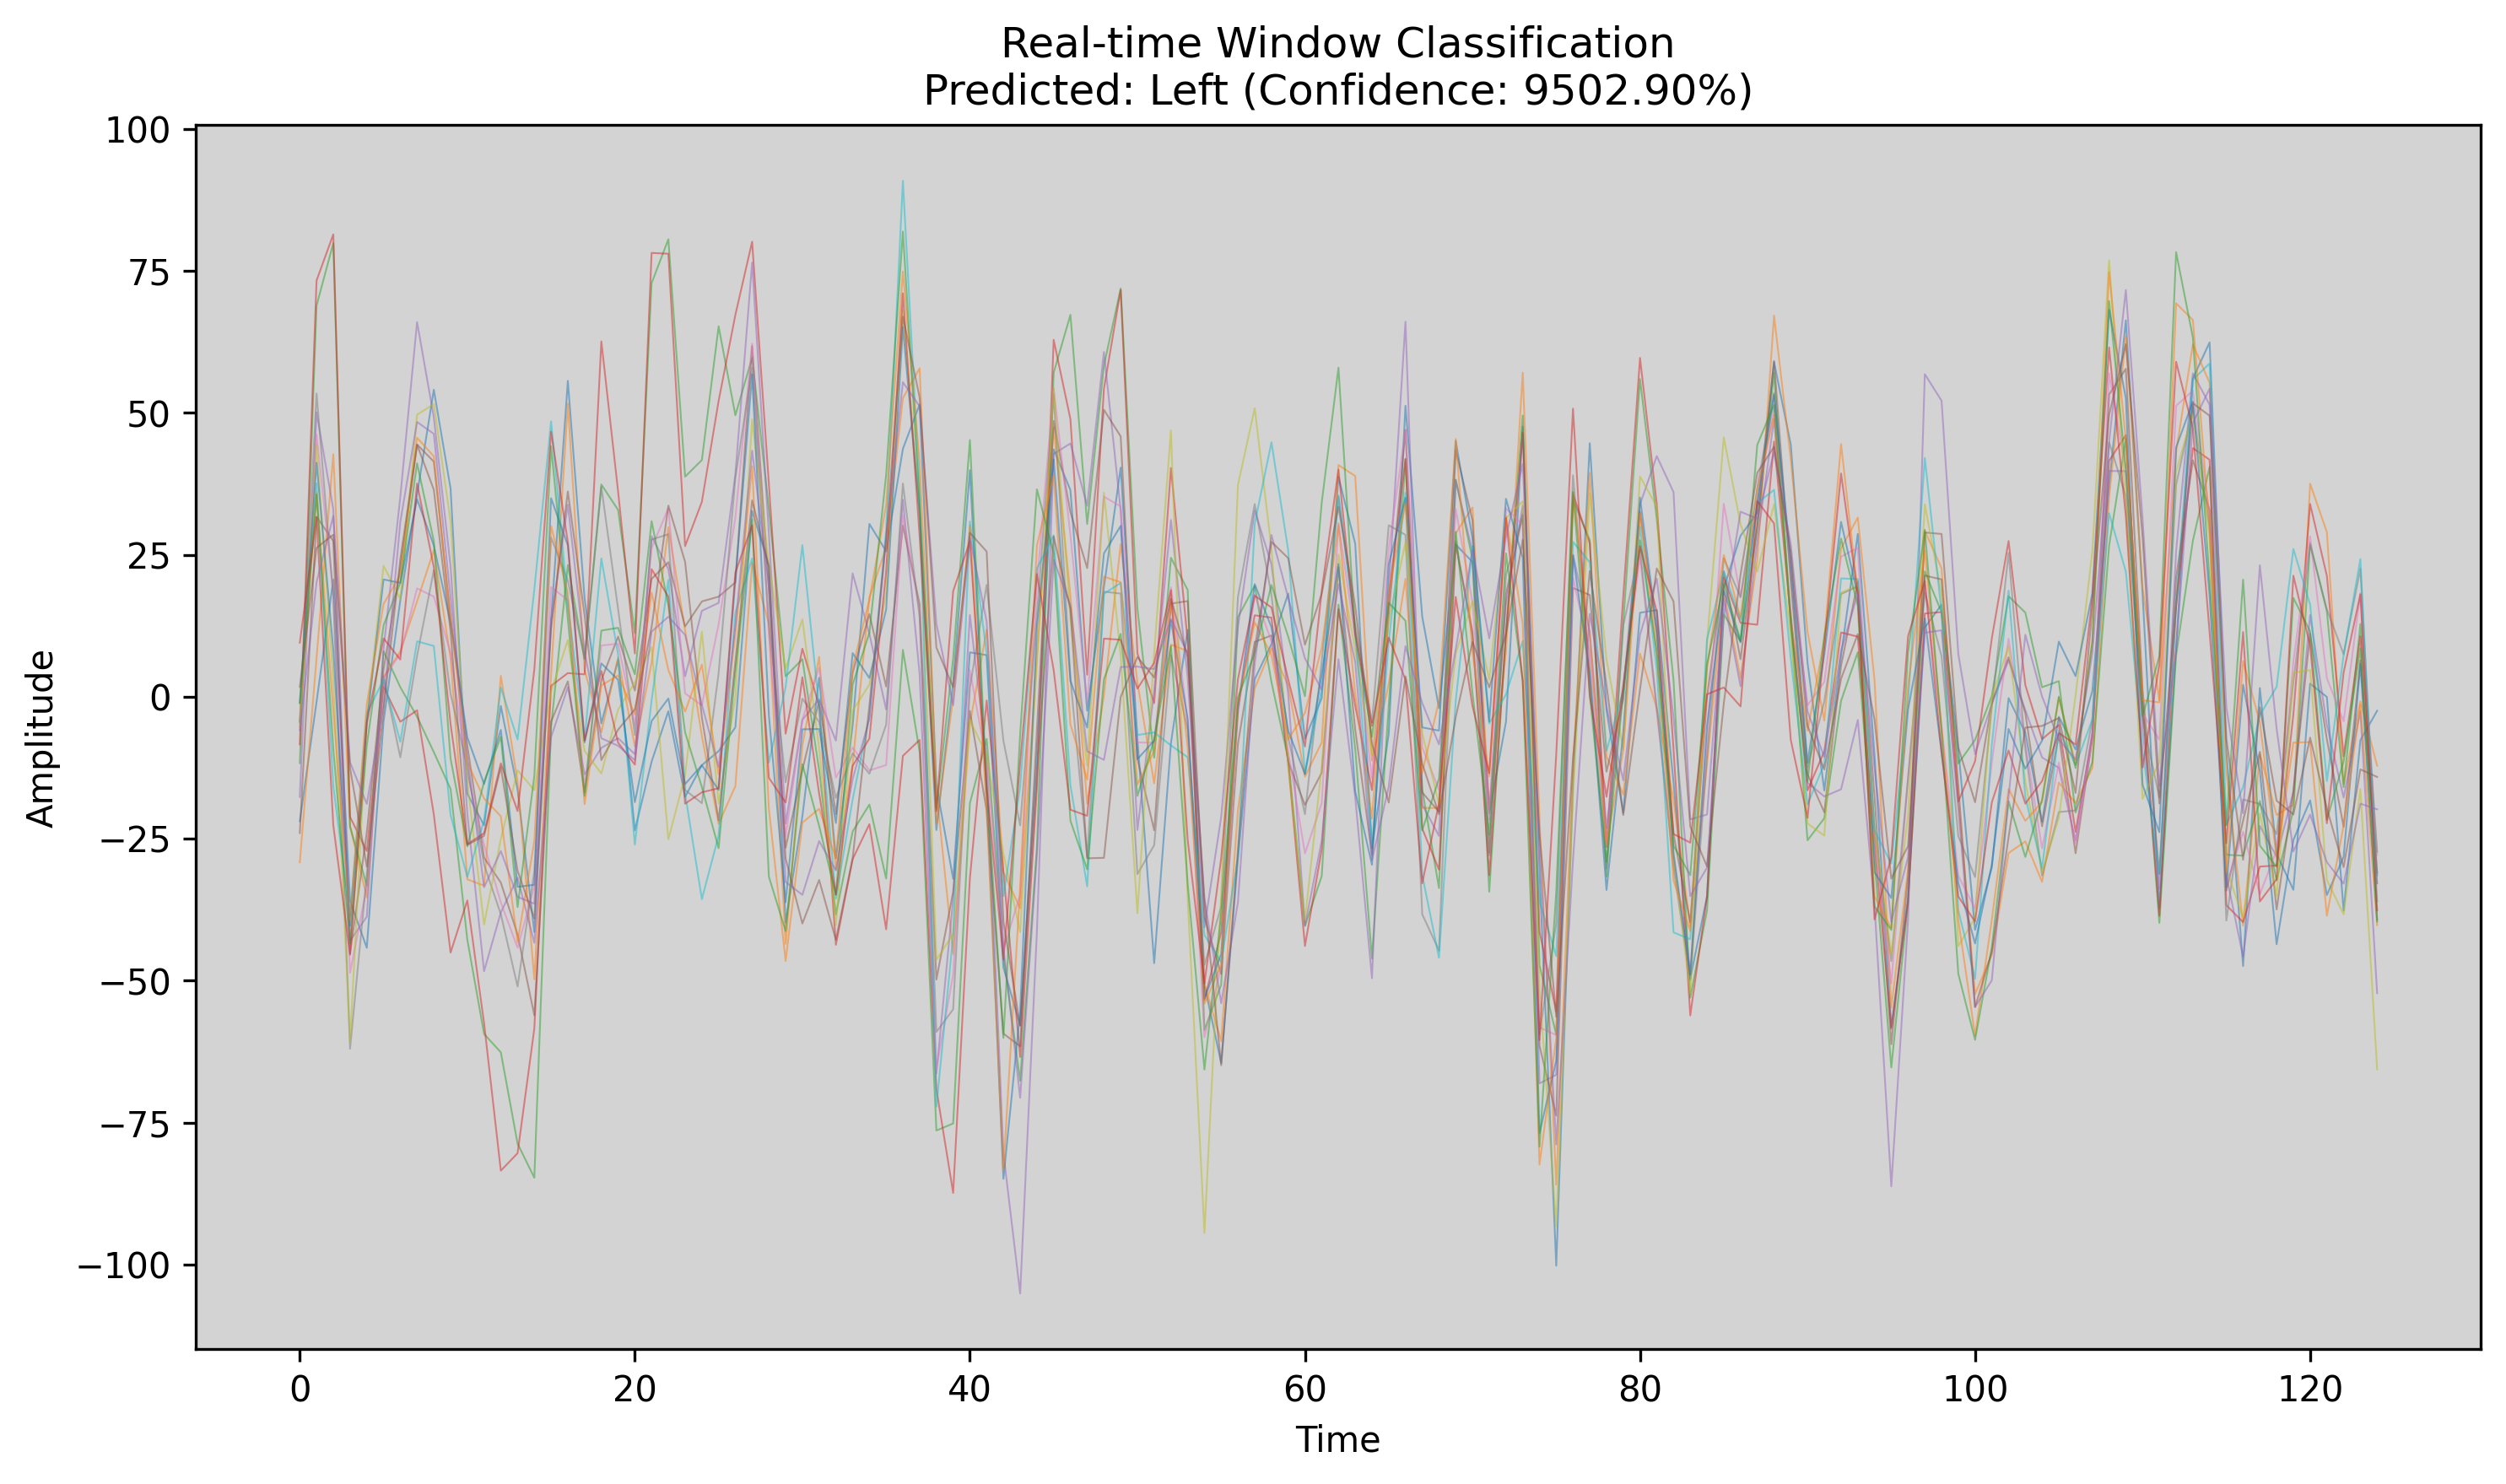 Real-time Window Classification
Predicted: Left (Confidence: 9502.90%)
100
75
50
25
0
−25
−50
−75
−100
Amplitude
0 20 40 60 80 100 120
Time